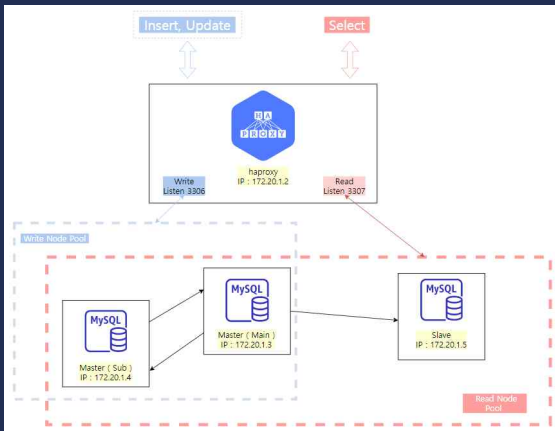 Insert, Update
Select
HA
PROXY
haproxy
IP : 172.20.1.2
Write
Listen 3306
Read
Listen 3307
Write Node Pool
MySQL
Master ( Sub )
IP : 172.20.1.4
MySQL
Master ( Main )
IP : 172.20.1.3
MySQL
Slave
IP : 172.20.1.5
Read Node
Pool